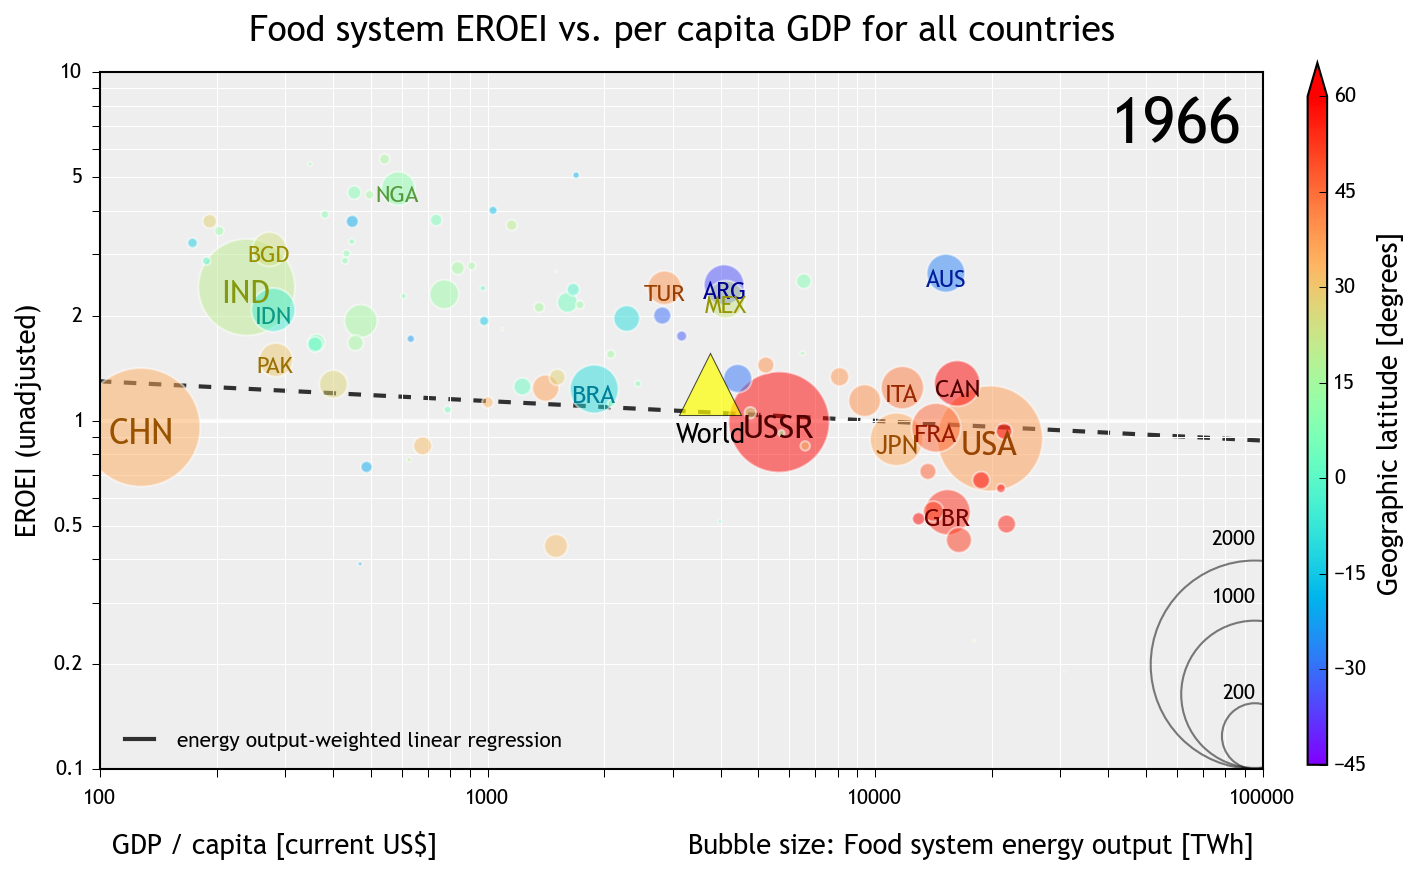 Food system EROEI vs. per capita GDP for all countries
1966
10
5
2
1
0.5
0.2
0.1
EROEI (unadjusted)
NGA
BGD
IND
IDN
PAK
CHN
TUR
ARG
MEX
AUS
BRA
World
USSR
ITA
CAN
JPN
FRA
USA
GBR
2000
1000
200
energy output-weighted linear regression
100
1000
10000
100000
GDP / capita [current US$]
Bubble size: Food system energy output [TWh]
60
45
30
15
0
−15
−30
−45
Geographic latitude [degrees]